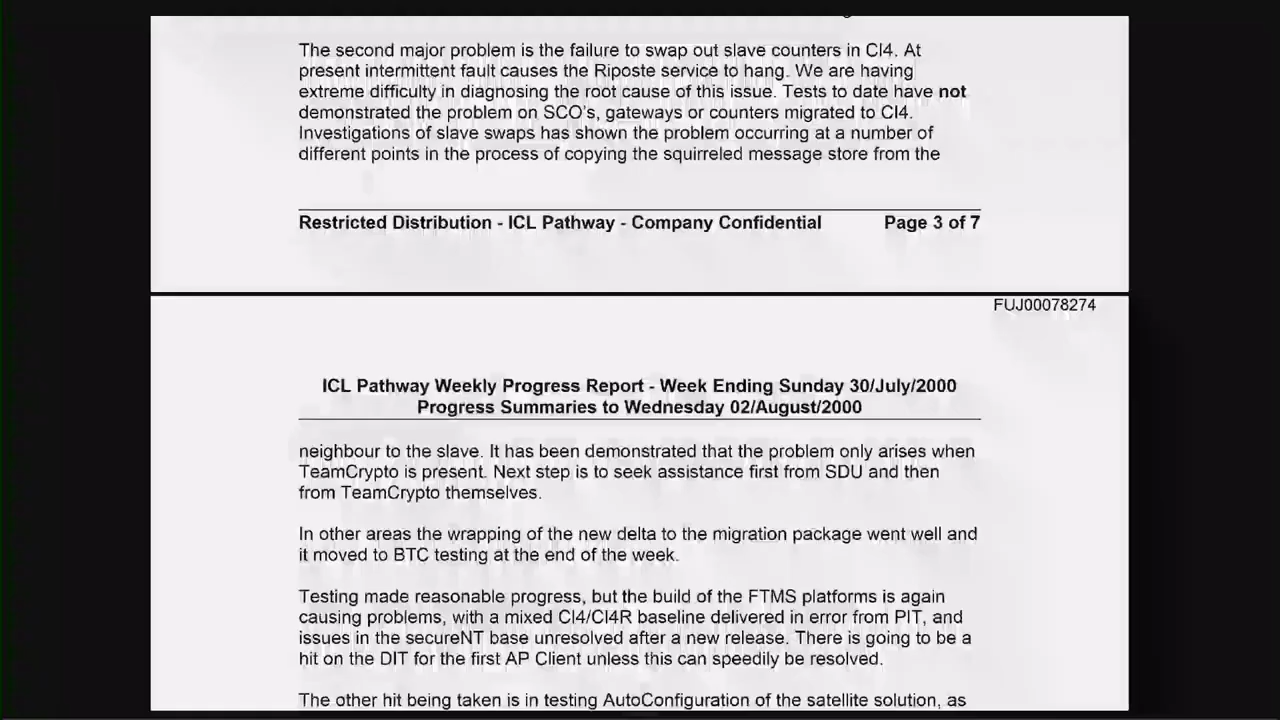 The second major problem is the failure to swap out slave counters in CI4. At
present intermittent fault causes the Riposte service to hang. We are having
extreme difficulty in diagnosing the root cause of this issue. Tests to date have not
demonstrated the problem on SCO's, gateways or counters migrated to CI4.
Investigations of slave swaps has shown the problem occurring at a number of
different points in the process of copying the squirreled message store from the
Restricted Distribution - ICL Pathway - Company Confidential Page 3 of 7
FUJ00078274
ICL Pathway Weekly Progress Report - Week Ending Sunday 30/July/2000
Progress Summaries to Wednesday 02/August/2000
neighbour to the slave. It has been demonstrated that the problem only arises when
TeamCrypto is present. Next step is to seek assistance first from SDU and then
from TeamCrypto themselves.
In other areas the wrapping of the new delta to the migration package went well and
it moved to BTC testing at the end of the week.
Testing made reasonable progress, but the build of the FTMS platforms is again
causing problems, with a mixed CI4/CI4R baseline delivered in error from PIT, and
issues in the secureNT base unresolved after a new release. There is going to be a
hit on the DIT for the first AP Client unless this can speedily be resolved.
The other hit being taken is in testing AutoConfiguration of the satellite solution, as